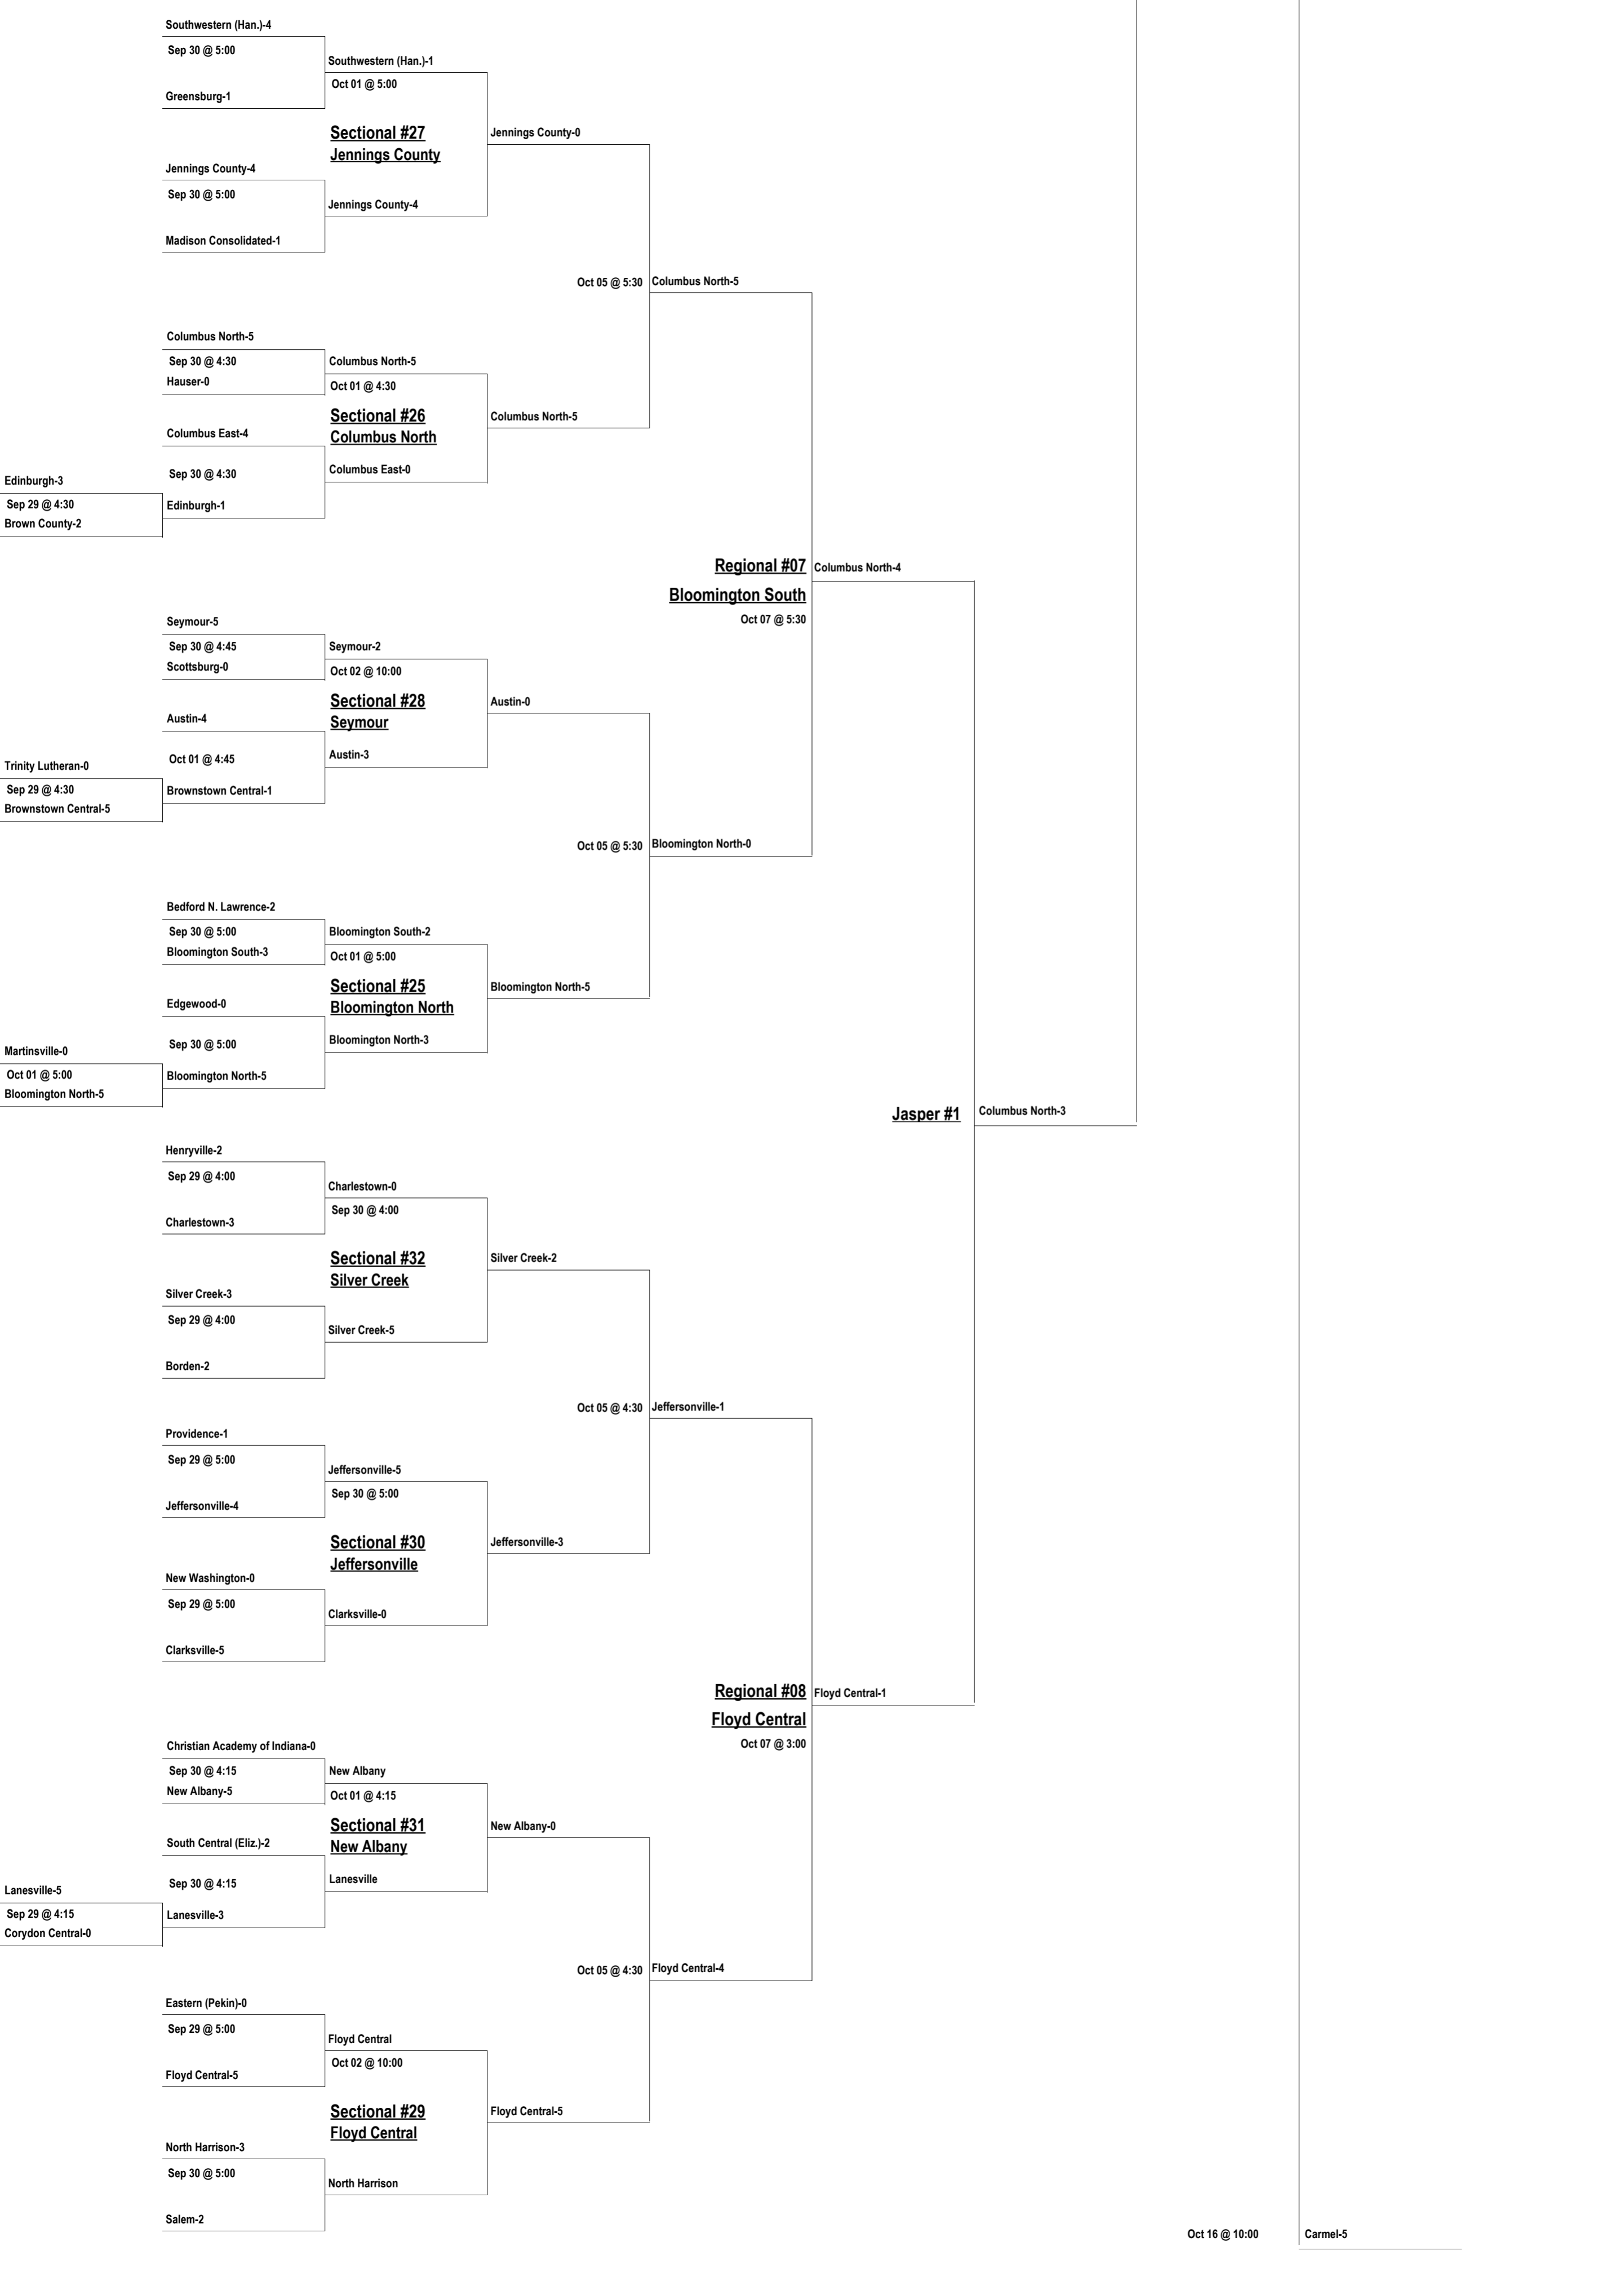 Southwestern (Han.)-4
Sep 30 @ 5:00
Southwestern (Han.)-1
Oct 01 @ 5:00
Greensburg-1
Sectional #27
Jennings County
Jennings County-0
Jennings County-4
Sep 30 @ 5:00
Jennings County-4
Madison Consolidated-1
Oct 05 @ 5:30
Columbus North-5
Columbus North-5
Sep 30 @ 4:30
Hauser-0
Columbus North-5
Oct 01 @ 4:30
Sectional #26
Columbus North
Columbus North-5
Columbus East-4
Sep 30 @ 4:30
Columbus East-0
Edinburgh-3
Sep 29 @ 4:30
Brown County-2
Edinburgh-1
Regional #07
Bloomington South
Oct 07 @ 5:30
Columbus North-4
Seymour-5
Sep 30 @ 4:45
Scottsburg-0
Seymour-2
Oct 02 @ 10:00
Sectional #28
Seymour
Austin-0
Austin-4
Oct 01 @ 4:45
Austin-3
Trinity Lutheran-0
Sep 29 @ 4:30
Brownstown Central-5
Brownstown Central-1
Oct 05 @ 5:30
Bloomington North-0
Bedford N. Lawrence-2
Sep 30 @ 5:00
Bloomington South-3
Bloomington South-2
Oct 01 @ 5:00
Sectional #25
Bloomington North
Bloomington North-5
Edgewood-0
Sep 30 @ 5:00
Bloomington North-3
Martinsville-0
Oct 01 @ 5:00
Bloomington North-5
Bloomington North-5
Jasper #1
Columbus North-3
Henryville-2
Sep 29 @ 4:00
Charlestown-0
Sep 30 @ 4:00
Charlestown-3
Sectional #32
Silver Creek
Silver Creek-2
Silver Creek-3
Sep 29 @ 4:00
Silver Creek-5
Borden-2
Oct 05 @ 4:30
Jeffersonville-1
Providence-1
Sep 29 @ 5:00
Jeffersonville-5
Sep 30 @ 5:00
Jeffersonville-4
Sectional #30
Jeffersonville
Jeffersonville-3
New Washington-0
Sep 29 @ 5:00
Clarksville-0
Clarksville-5
Regional #08
Floyd Central
Oct 07 @ 3:00
Floyd Central-1
Christian Academy of Indiana-0
Sep 30 @ 4:15
New Albany-5
New Albany
Oct 01 @ 4:15
Sectional #31
New Albany
New Albany-0
South Central (Eliz.)-2
Sep 30 @ 4:15
Lanesville
Lanesville-5
Sep 29 @ 4:15
Corydon Central-0
Lanesville-3
Oct 05 @ 4:30
Floyd Central-4
Eastern (Pekin)-0
Sep 29 @ 5:00
Floyd Central
Oct 02 @ 10:00
Floyd Central-5
Sectional #29
Floyd Central
Floyd Central-5
North Harrison-3
Sep 30 @ 5:00
North Harrison
Salem-2
Oct 16 @ 10:00
Carmel-5